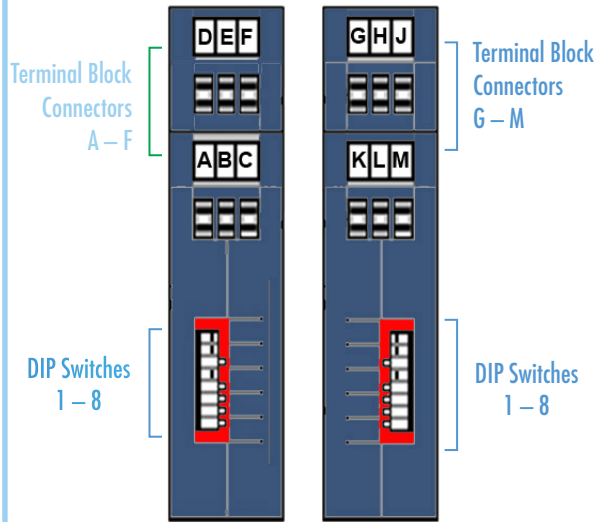 DEF
GHJ
Terminal Block
Connectors
A – F
Terminal Block
Connectors
G – M
ABC
KLM
DIP Switches
1 – 8
DIP Switches
1 – 8